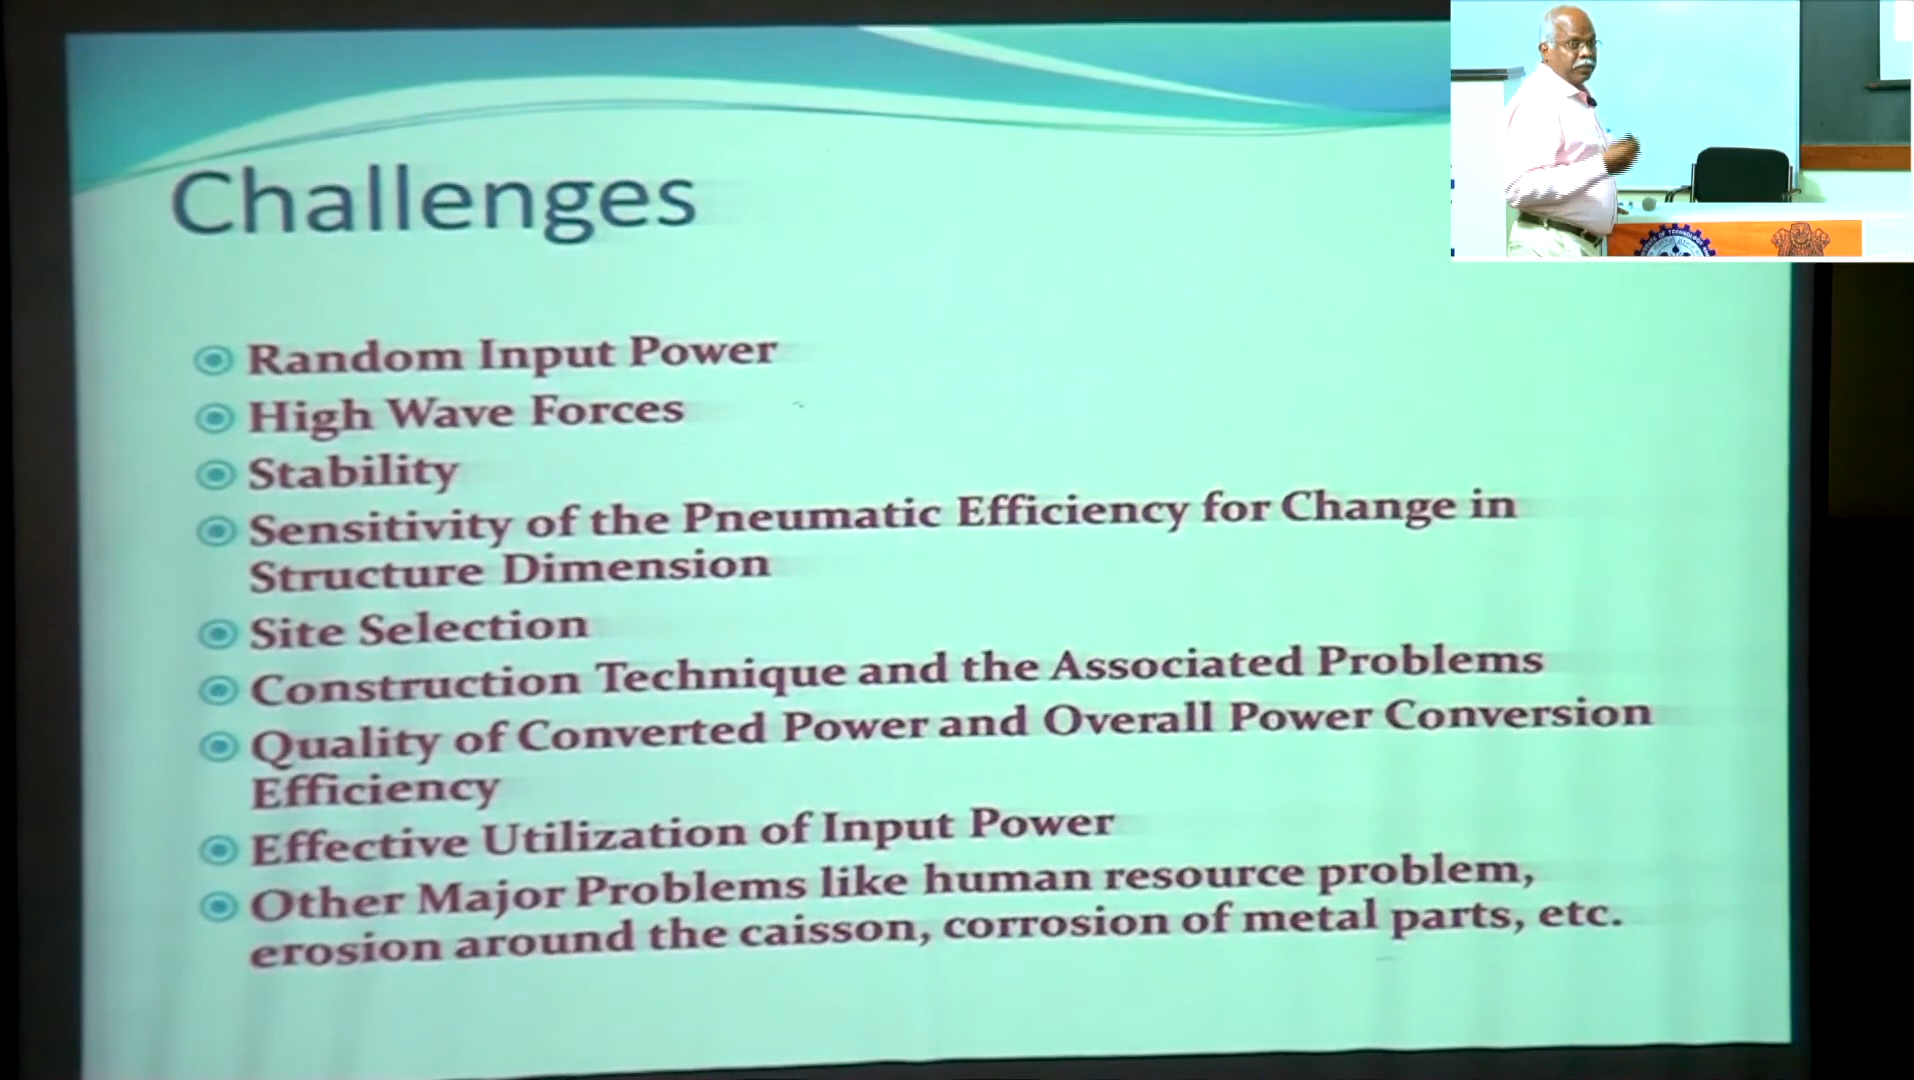 Challenges
Random Input Power
High Wave Forces
Stability
Sensitivity of the Pneumatic Efficiency for Change in
Structure Dimension
Site Selection
Construction Technique and the Associated Problems
Quality of Converted Power and Overall Power Conversion
Efficiency
Effective Utilization of Input Power
Other Major Problems like human resource problem,
erosion around the caisson, corrosion of metal parts, etc.